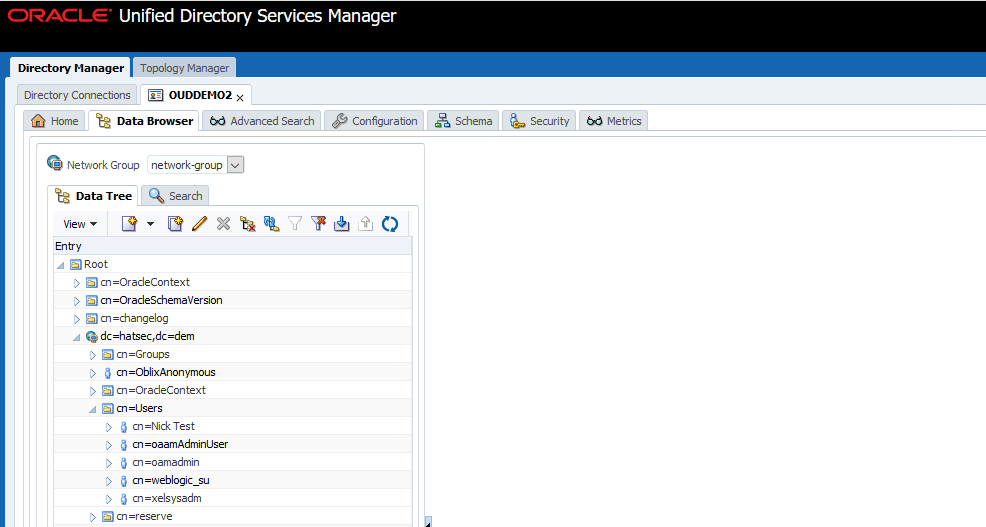 ORACLE® Unified Directory Services Manager
Directory Manager Topology Manager
Directory Connections OUDDEMO2
Home Data Browser Advanced Search Configuration Schema Security Metrics
Network Group network-group
Data Tree Search
View
Entry
Root
cn=OracleContext
cn=OracleSchemaVersion
cn=changelog
dc=hatsec,dc=dem
cn=Groups
cn=OblixAnonymous
cn=OracleContext
cn=Users
cn=Nick Test
cn=oaamAdminUser
cn=oamadmin
cn=weblogic_su
cn=xelsysadm
cn=reserve